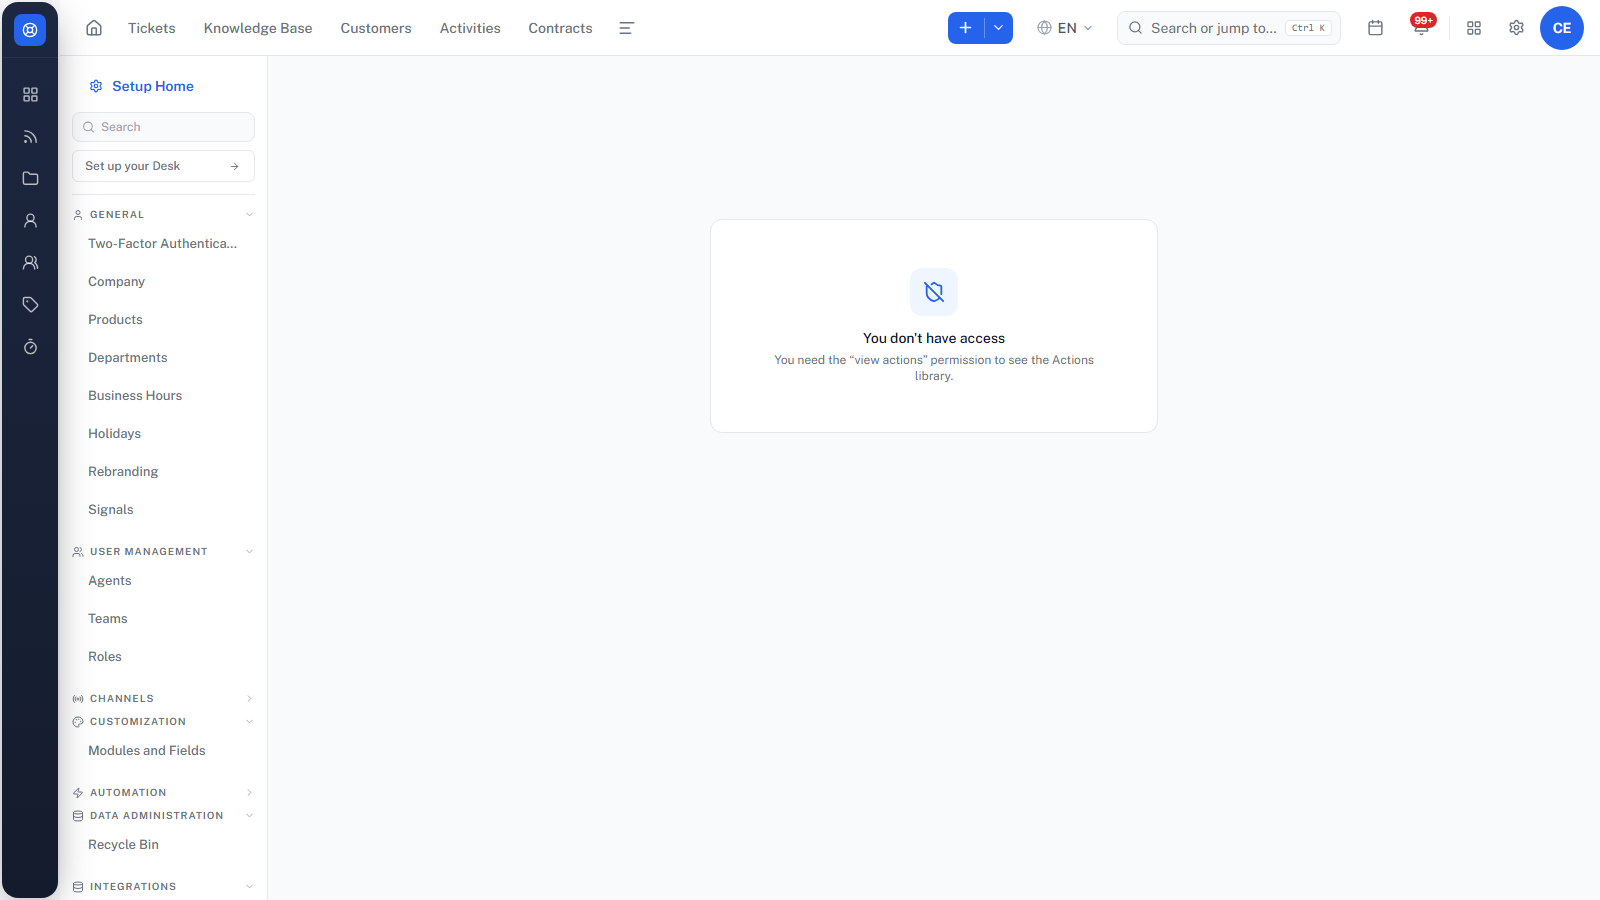 Tickets
Knowledge Base
Customers
Activities
Contracts
EN
Search or jump to...
Ctrl K
99+
CE
Setup Home
Search
Set up your Desk
GENERAL
Two-Factor Authentica...
Company
Products
Departments
Business Hours
Holidays
Rebranding
Signals
USER MANAGEMENT
Agents
Teams
Roles
CHANNELS
CUSTOMIZATION
Modules and Fields
AUTOMATION
DATA ADMINISTRATION
Recycle Bin
INTEGRATIONS
You don't have access
You need the “view actions” permission to see the Actions
library.